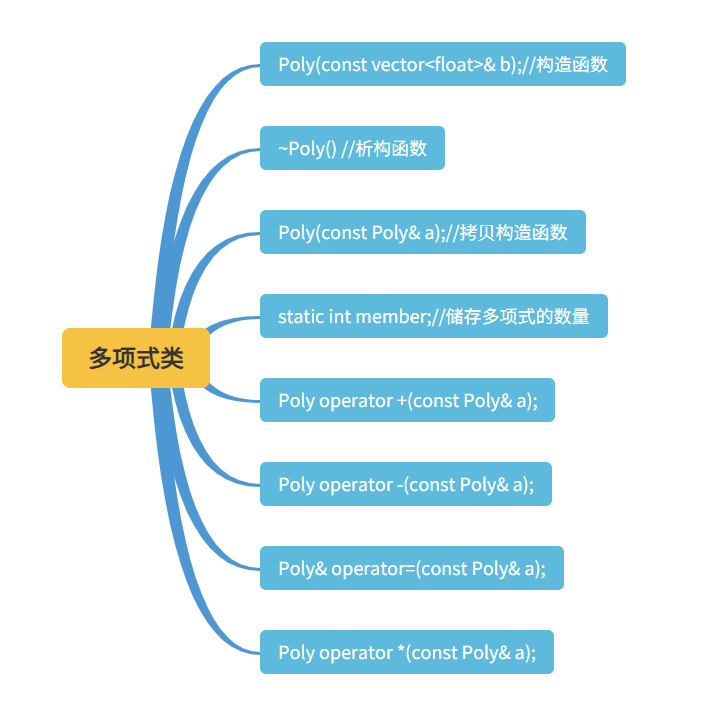 多项式类
Poly(const vector<float>& b);//构造函数
~Poly() //析构函数
Poly(const Poly& a);//拷贝构造函数
static int member;//储存多项式的数量
Poly operator +(const Poly& a);
Poly operator -(const Poly& a);
Poly& operator=(const Poly& a);
Poly operator *(const Poly& a);